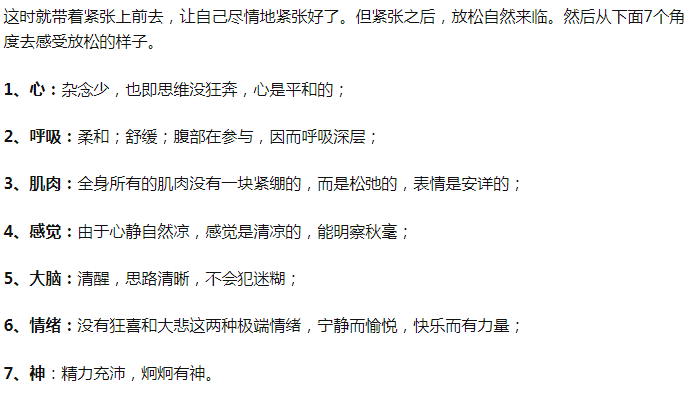 这时就带着紧张上前去，让自己尽情地紧张好了。但紧张之后，放松自然来临。然后从下面7个角
度去感受放松的样子。
1、心：杂念少，也即思维没狂奔，心是平和的；
2、呼吸：柔和；舒缓；腹部在参与，因而呼吸深层；
3、肌肉：全身所有的肌肉没有一块紧绷的，而是松弛的，表情是安详的；
4、感觉：由于心静自然凉，感觉是清凉的，能明察秋毫；
5、大脑：清醒，思路清晰，不会犯迷糊；
6、情绪：没有狂喜和大悲这两种极端情绪，宁静而愉悦，快乐而有力量；
7、神：精力充沛，炯炯有神。